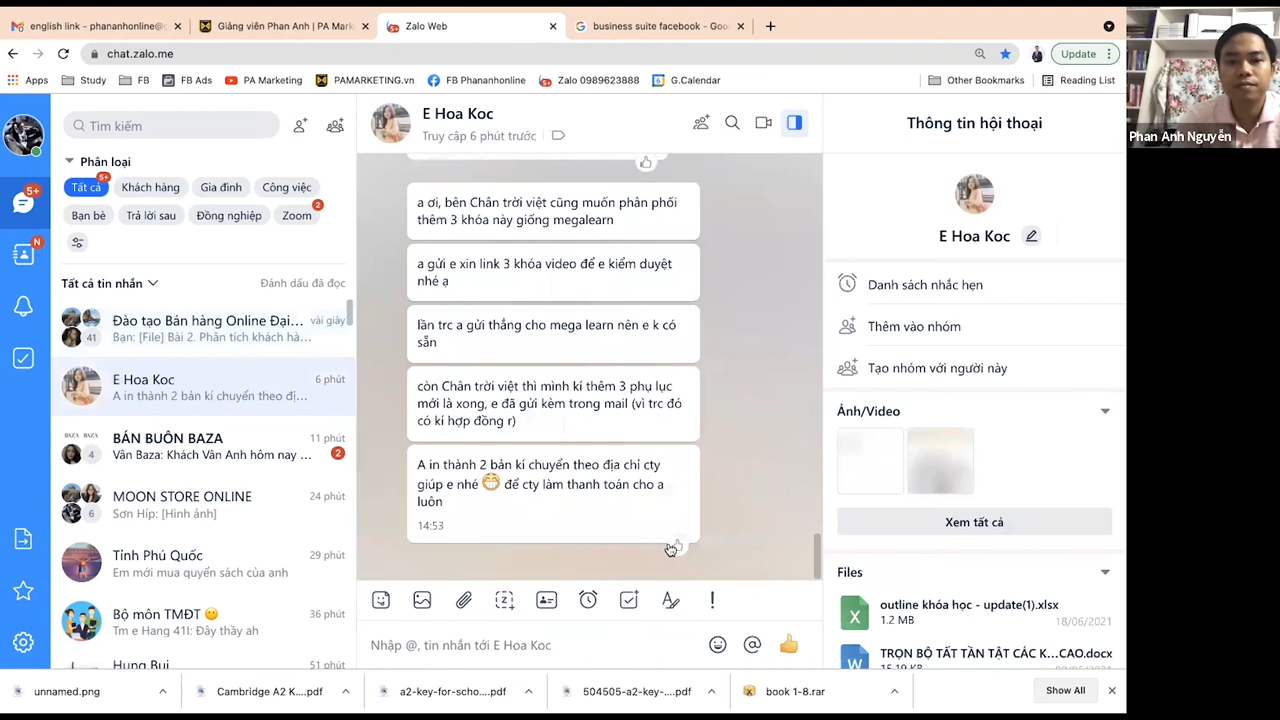 english link - phananhonline@
Giảng viên Phan Anh | PA Mark
Zalo Web
business suite facebook - Goo
chat.zalo.me
Update
Apps
Study
FB
FB Ads
PA Marketing
PAMARKETING.vn
FB Phananhonline
Zalo 0989623888
G.Calendar
Other Bookmarks
Reading List
Phan Anh Nguyễn
5+
N
Tìm kiếm
Phân loại
Tất cả
5+
Khách hàng
Gia đình
Công việc
Bạn bè
Trả lời sau
Đồng nghiệp
Zoom
2
Tất cả tin nhắn
Đánh dấu đã đọc
41
Đào tạo Bán hàng Online Đại...
vài giây
Bạn: [File] Bài 2. Phân tích khách hà...
E Hoa Koc
6 phút
A in thành 2 bản kí chuyển theo đị...
BAZA BAZA
4
BÁN BUÔN BAZA
11 phút
Vân Baza: Khách Vân Anh hôm nay ...
2
6
MOON STORE ONLINE
24 phút
Sơn Híp: [Hình ảnh]
Tỉnh Phú Quốc
29 phút
Em mới mua quyển sách của anh
Bộ môn TMĐT 🙂
36 phút
Tm e Hang 41I: Đây thầy ah
Hung Bui
51 phút
E Hoa Koc
Truy cập 6 phút trước
a ơi, bên Chân trời việt cũng muốn phân phối
thêm 3 khóa này giống megalearn
a gửi e xin link 3 khóa video để e kiểm duyệt
nhé ạ
lần trc a gửi thẳng cho mega learn nên e k có
sẵn
còn Chân trời việt thì mình kí thêm 3 phụ lục
mới là xong, e đã gửi kèm trong mail (vì trc đó
có kí hợp đồng r)
A in thành 2 bản kí chuyển theo địa chỉ cty
giúp e nhé 😁 để cty làm thanh toán cho a
luôn
14:53
Nhập @, tin nhắn tới E Hoa Koc
Thông tin hội thoại
E Hoa Koc
Danh sách nhắc hẹn
Thêm vào nhóm
Tạo nhóm với người này
Ảnh/Video
Xem tất cả
Files
outline khóa học - update(1).xlsx
1.2 MB
18/06/2021
TRỌN BỘ TẤT TẦN TẬT CÁC K...CAO.docx
unnamed.png
Cambridge A2 K....pdf
a2-key-for-scho....pdf
504505-a2-key-....pdf
book 1-8.rar
Show All